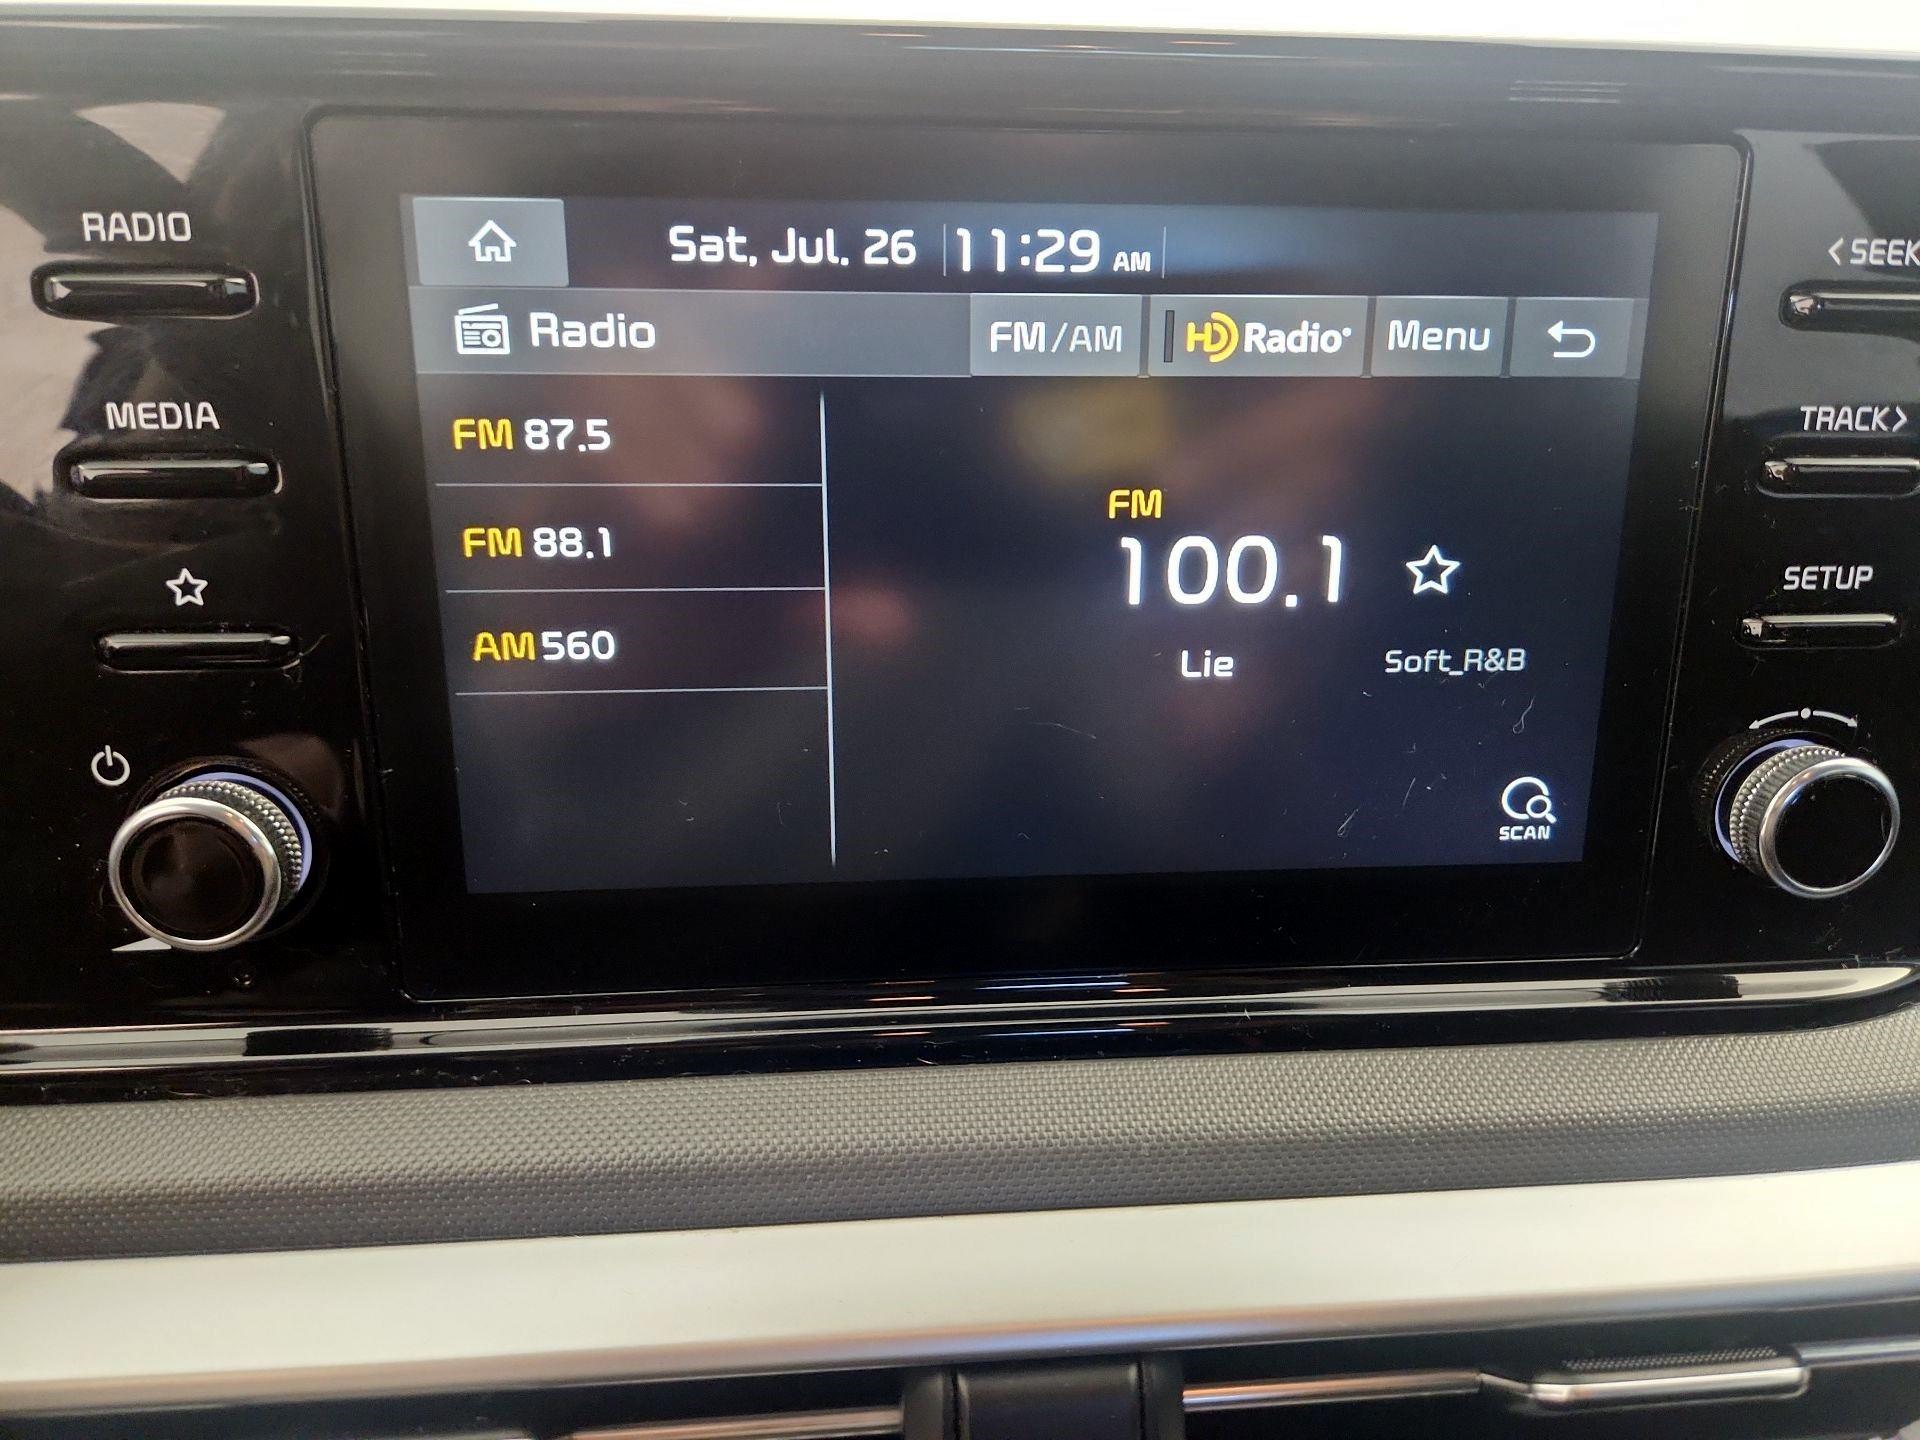 RADIO
MEDIA
Sat, Jul. 26 11:29 AM
Radio FM/AM HD Radio Menu
FM 87.5
FM 88.1
AM 560
FM
100.1
Lie Soft_R&B
SCAN
< SEEK
TRACK >
SETUP